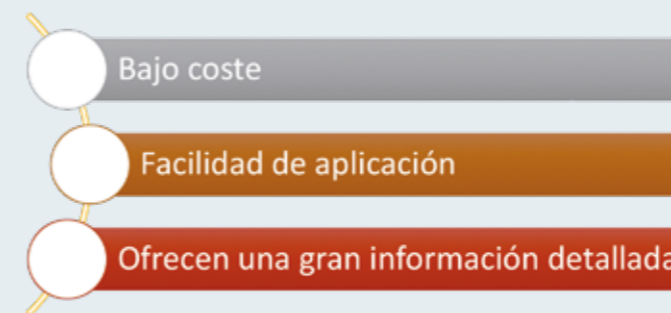 Bajo coste
Facilidad de aplicación
Ofrecen una gran información detallada